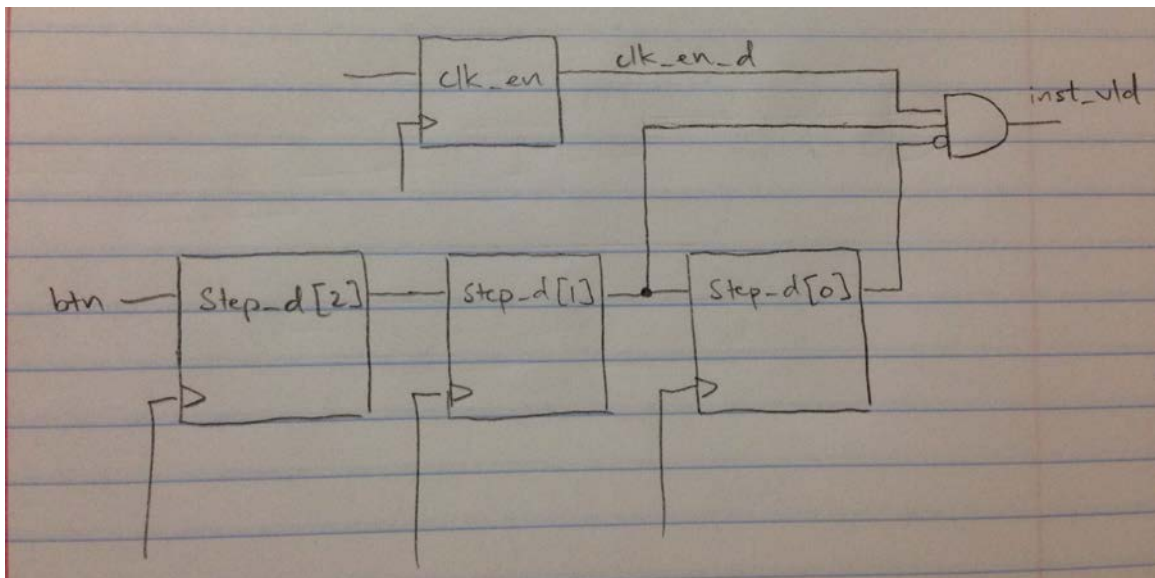 clk_en
clk_en_d
inst_vld
btn
Step_d[2]
Step_d[1]
Step_d[0]